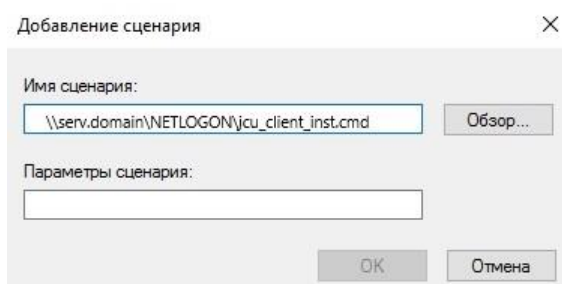 Добавление сценария
Имя сценария:
\\serv.domain\NETLOGON\jcu_client_inst.cmd
Обзор...
Параметры сценария:
OK
Отмена